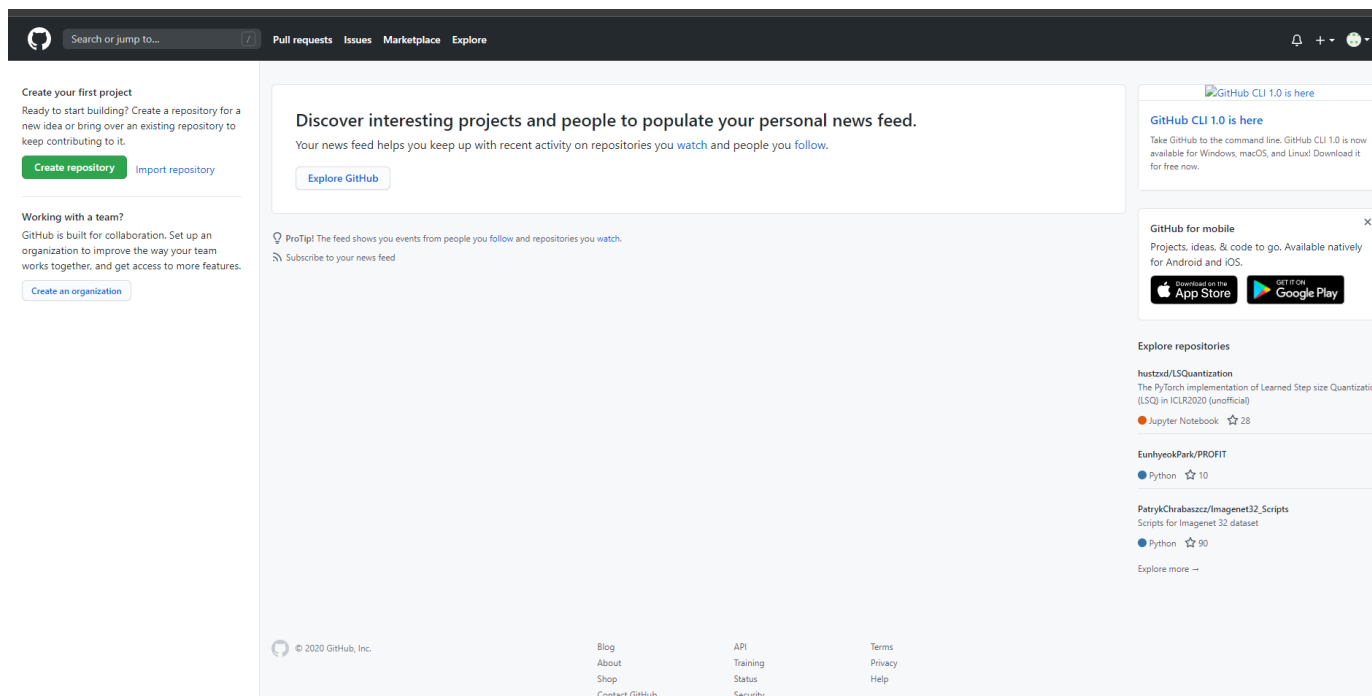 Search or jump to...
/
Pull requests
Issues
Marketplace
Explore
Create your first project
Ready to start building? Create a repository for a
new idea or bring over an existing repository to
keep contributing to it.
Create repository
Import repository
Working with a team?
GitHub is built for collaboration. Set up an
organization to improve the way your team
works together, and get access to more features.
Create an organization
Discover interesting projects and people to populate your personal news feed.
Your news feed helps you keep up with recent activity on repositories you watch and people you follow.
Explore GitHub
ProTip! The feed shows you events from people you follow and repositories you watch.
Subscribe to your news feed
GitHub CLI 1.0 is here
GitHub CLI 1.0 is here
Take GitHub to the command line. GitHub CLI 1.0 is now
available for Windows, macOS, and Linux! Download it
for free now.
GitHub for mobile
Projects, ideas, & code to go. Available natively
for Android and iOS.
Download on the
App Store
GET IT ON
Google Play
Explore repositories
hustzxd/LSQuantization
The PyTorch implementation of Learned Step size Quantizatio
(LSQ) in ICLR2020 (unofficial)
Jupyter Notebook 28
EunhyeokPark/PROFIT
Python 10
PatrykChrabaszcz/Imagenet32_Scripts
Scripts for Imagenet 32 dataset
Python 90
Explore more →
© 2020 GitHub, Inc.
Blog
About
Shop
Contact GitHub
API
Training
Status
Security
Terms
Privacy
Help